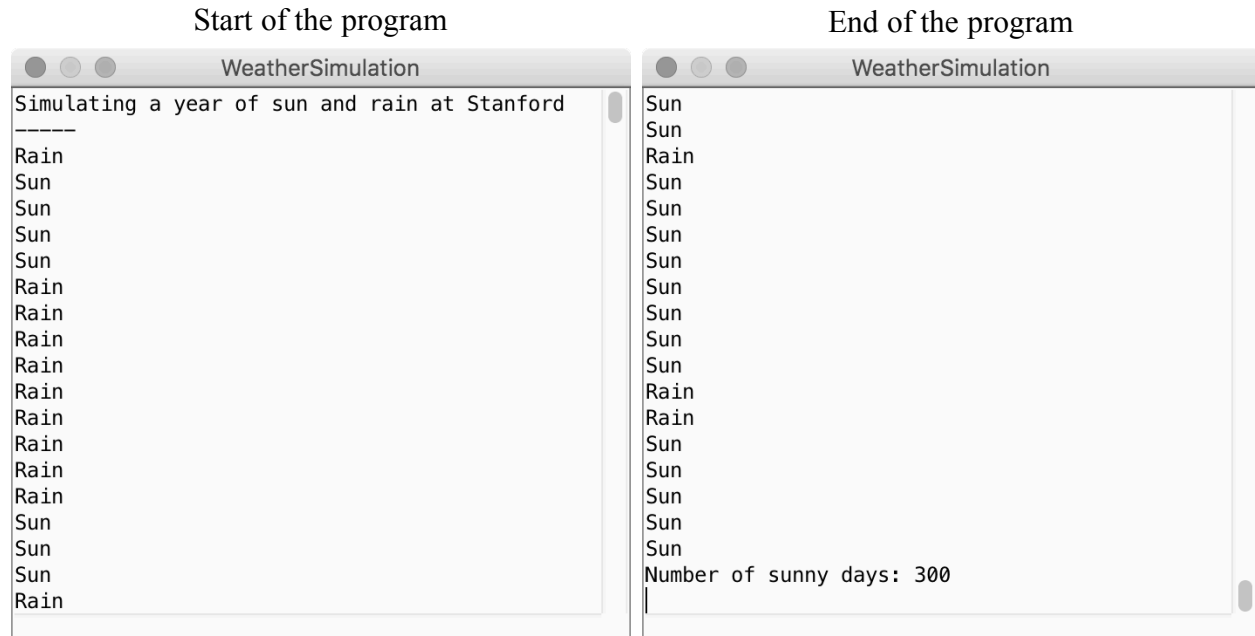 Start of the program
WeatherSimulation
Simulating a year of sun and rain at Stanford
-----
Rain
Sun
Sun
Sun
Sun
Rain
Rain
Rain
Rain
Rain
Rain
Rain
Rain
Rain
Sun
Sun
Sun
Rain
End of the program
WeatherSimulation
Sun
Sun
Rain
Sun
Sun
Sun
Sun
Sun
Sun
Sun
Sun
Rain
Rain
Sun
Sun
Sun
Sun
Sun
Number of sunny days: 300